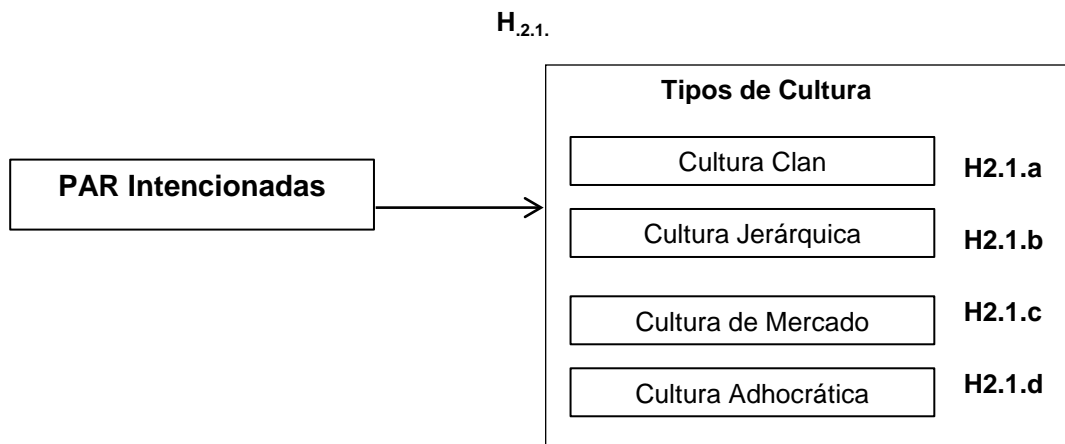 H.2.1.
Tipos de Cultura
PAR Intencionadas
Cultura Clan
H2.1.a
Cultura Jerárquica
H2.1.b
Cultura de Mercado
H2.1.c
Cultura Adhocrática
H2.1.d